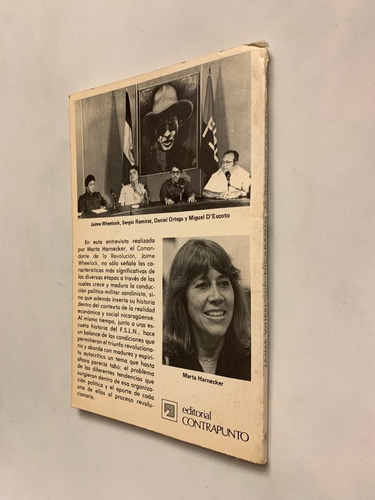 Jaime Wheelock, Sergio Ramírez, Daniel Ortega y Miguel D'Escoto
En esta entrevista realizada
por Marta Harnecker, el Coman-
dante de la Revolución, Jaime
Wheelock, no sólo señala las ca-
racterísticas más significativas de
las diversas etapas a través de las
cuales crece y madura la conduc-
ción político-militar sandinista, si-
no que además inserta su historia
dentro del contexto de la realidad
económica y social nicaragüense.
Al mismo tiempo, junto a una es-
cueta historia del F.S.L.N., hace
un balance de las condiciones que
permitieron el triunfo revoluciona-
rio y aborda con madurez y espíri-
tu autocrítico un tema que hasta
ahora parecía tabú: el problema
de las diferentes tendencias que
surgieron dentro de esa organiza-
ción política y el aporte de cada
una de ellas al proceso revolu-
cionario.
Marta Harnecker
editorial
CONTRAPUNTO